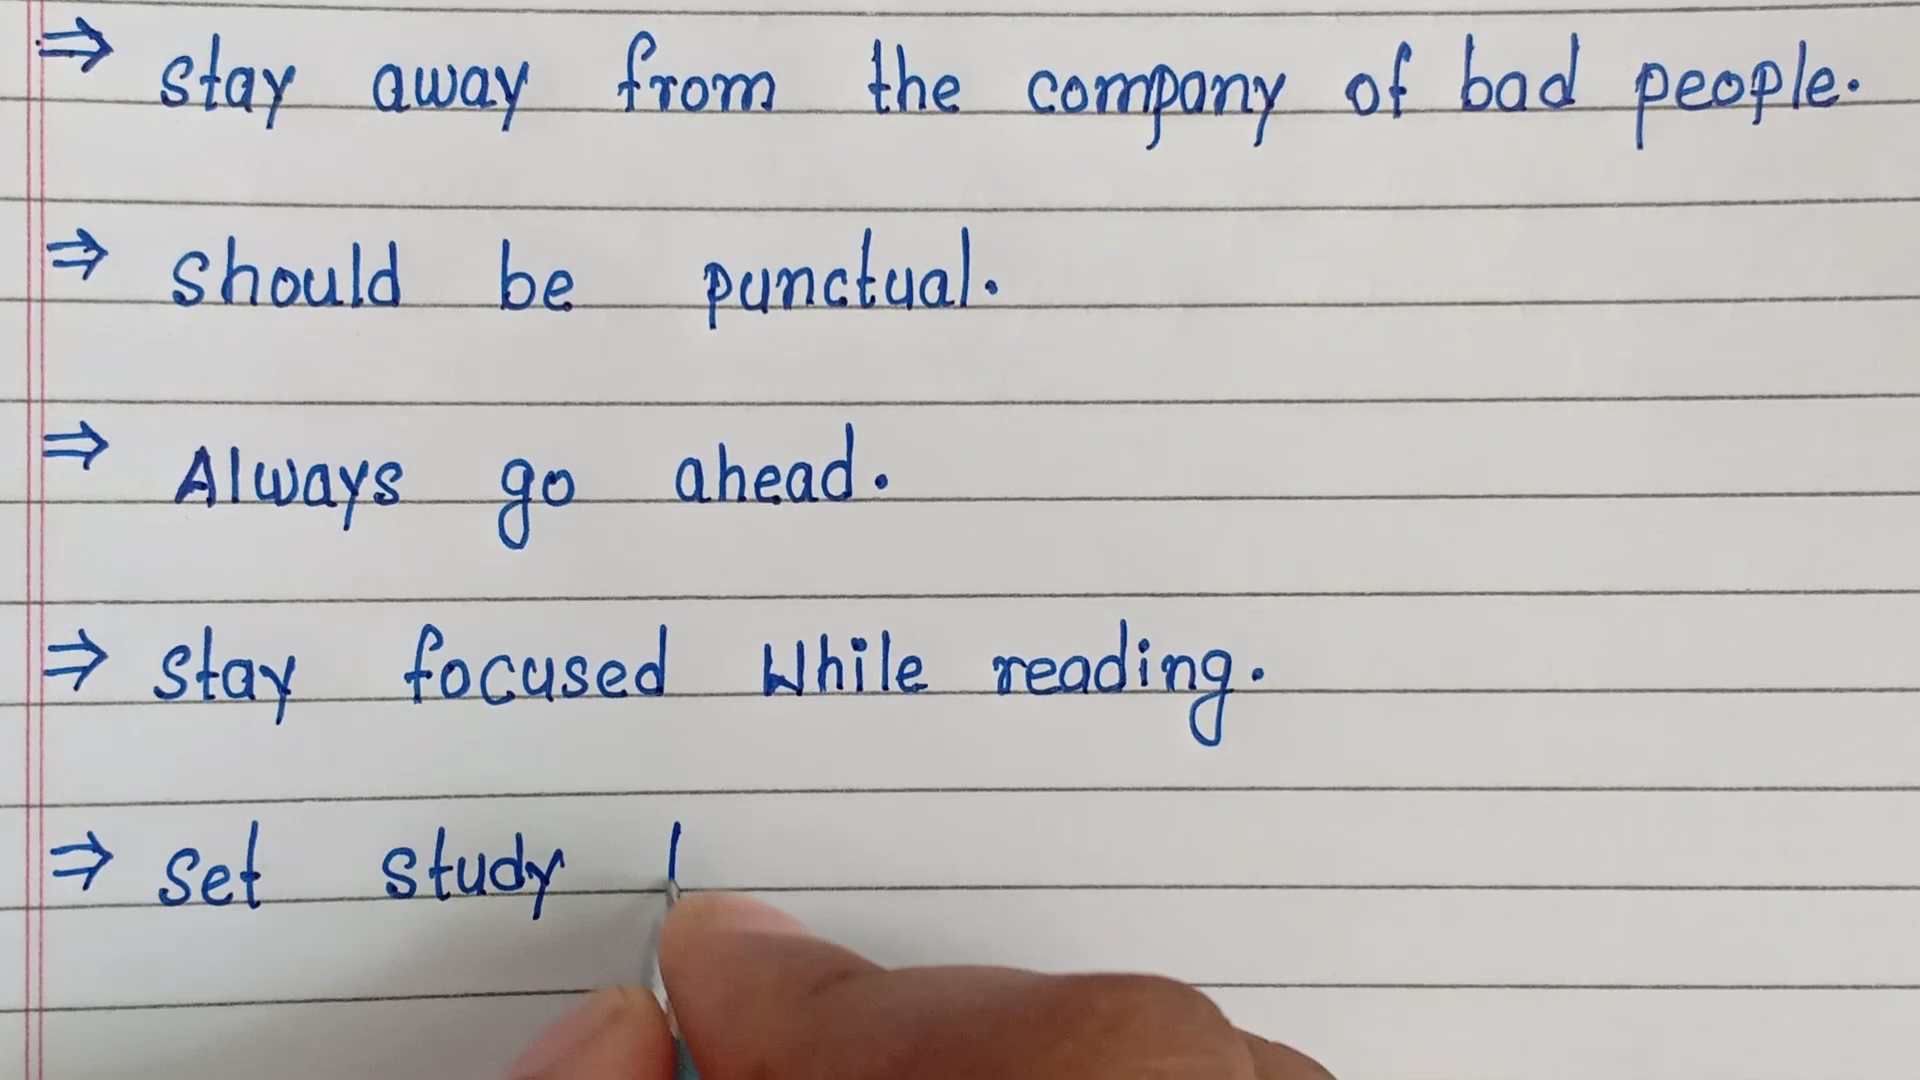 ⇒ stay away from the company of bad people.
⇒ should be punctual.
⇒ Always go ahead.
⇒ stay focused While reading.
⇒ set study